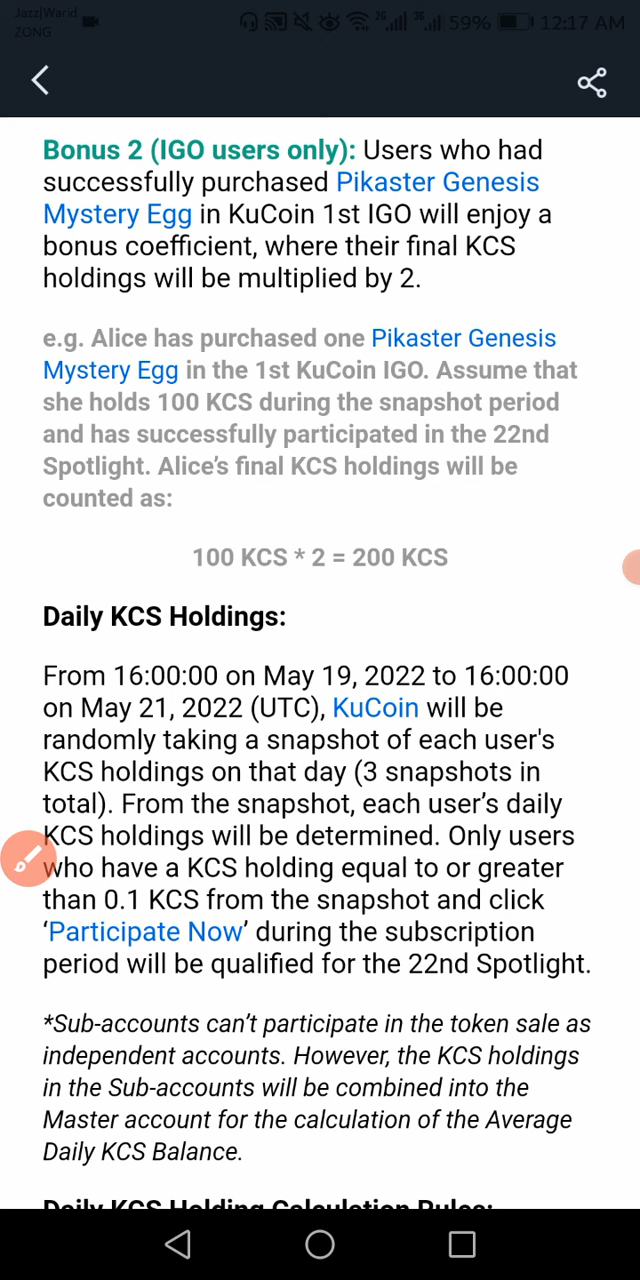 Jazz|Warid
ZONG
2G 3G 59% 12:17 AM
Bonus 2 (IGO users only): Users who had
successfully purchased Pikaster Genesis
Mystery Egg in KuCoin 1st IGO will enjoy a
bonus coefficient, where their final KCS
holdings will be multiplied by 2.
e.g. Alice has purchased one Pikaster Genesis
Mystery Egg in the 1st KuCoin IGO. Assume that
she holds 100 KCS during the snapshot period
and has successfully participated in the 22nd
Spotlight. Alice’s final KCS holdings will be
counted as:
100 KCS * 2 = 200 KCS
Daily KCS Holdings:
From 16:00:00 on May 19, 2022 to 16:00:00
on May 21, 2022 (UTC), KuCoin will be
randomly taking a snapshot of each user's
KCS holdings on that day (3 snapshots in
total). From the snapshot, each user’s daily
KCS holdings will be determined. Only users
who have a KCS holding equal to or greater
than 0.1 KCS from the snapshot and click
‘Participate Now’ during the subscription
period will be qualified for the 22nd Spotlight.
*Sub-accounts can’t participate in the token sale as
independent accounts. However, the KCS holdings
in the Sub-accounts will be combined into the
Master account for the calculation of the Average
Daily KCS Balance.
Daily KCS Holding Calculation Rules: